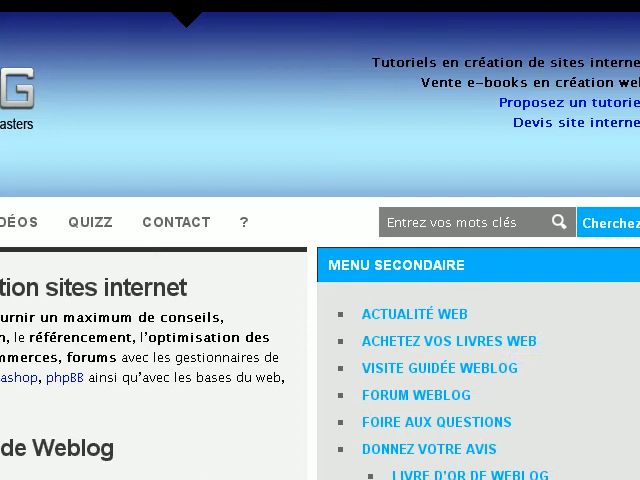 Tutoriels en création de sites interne
Vente e-books en création we
Proposez un tutorie
Devis site interne
G
asters
DÉOS QUIZZ CONTACT ?
Entrez vos mots clés Cherchez
tion sites internet
urnir un maximum de conseils,
n, le référencement, l'optimisation des
mmerces, forums avec les gestionnaires de
ashop, phpBB ainsi qu'avec les bases du web,
de Weblog
MENU SECONDAIRE
ACTUALITÉ WEB
ACHETEZ VOS LIVRES WEB
VISITE GUIDÉE WEBLOG
FORUM WEBLOG
FOIRE AUX QUESTIONS
DONNEZ VOTRE AVIS
LIVRE D'OR DE WEBLOG